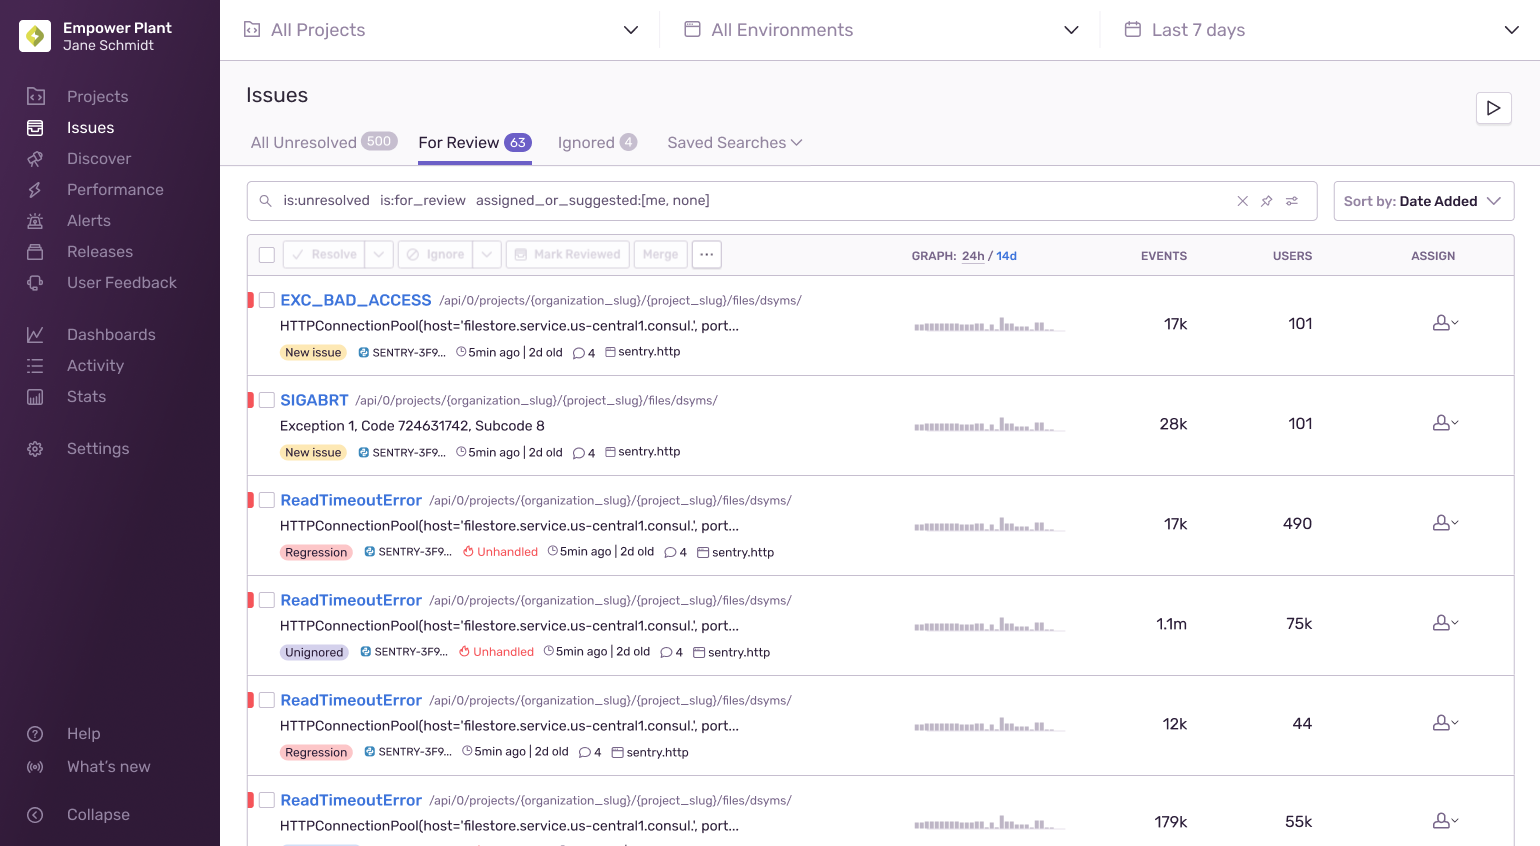 Empower Plant
Jane Schmidt
Projects
Issues
Discover
Performance
Alerts
Releases
User Feedback
Dashboards
Activity
Stats
Settings
Help
What's new
Collapse
All Projects
All Environments
Last 7 days
Issues
All Unresolved 500 For Review 63 Ignored 4 Saved Searches
is:unresolved is:for_review assigned_or_suggested:[me, none]
Sort by: Date Added
Resolve Ignore Mark Reviewed Merge ... GRAPH: 24h / 14d EVENTS USERS ASSIGN
EXC_BAD_ACCESS /api/0/projects/{organization_slug}/{project_slug}/files/dsyms/
HTTPConnectionPool(host='filestore.service.us-central1.consul.', port...
17k 101
New issue SENTRY-3F9... 5min ago | 2d old 4 sentry.http
SIGABRT /api/0/projects/{organization_slug}/{project_slug}/files/dsyms/
Exception 1, Code 724631742, Subcode 8
28k 101
New issue SENTRY-3F9... 5min ago | 2d old 4 sentry.http
ReadTimeoutError /api/0/projects/{organization_slug}/{project_slug}/files/dsyms/
HTTPConnectionPool(host='filestore.service.us-central1.consul.', port...
17k 490
Regression SENTRY-3F9... Unhandled 5min ago | 2d old 4 sentry.http
ReadTimeoutError /api/0/projects/{organization_slug}/{project_slug}/files/dsyms/
HTTPConnectionPool(host='filestore.service.us-central1.consul.', port...
1.1m 75k
Unignored SENTRY-3F9... Unhandled 5min ago | 2d old 4 sentry.http
ReadTimeoutError /api/0/projects/{organization_slug}/{project_slug}/files/dsyms/
HTTPConnectionPool(host='filestore.service.us-central1.consul.', port...
12k 44
Regression SENTRY-3F9... 5min ago | 2d old 4 sentry.http
ReadTimeoutError /api/0/projects/{organization_slug}/{project_slug}/files/dsyms/
HTTPConnectionPool(host='filestore.service.us-central1.consul.', port...
179k 55k